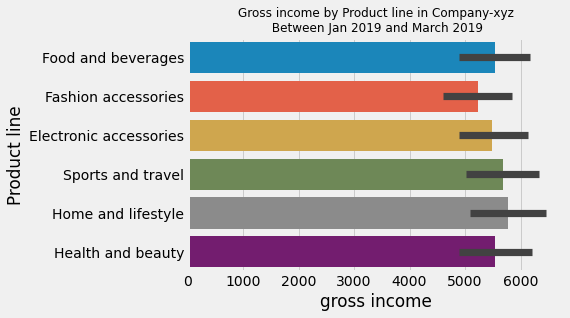 Gross income by Product line in Company-xyz
Between Jan 2019 and March 2019
Product line
Food and beverages
Fashion accessories
Electronic accessories
Sports and travel
Home and lifestyle
Health and beauty
0 1000 2000 3000 4000 5000 6000
gross income